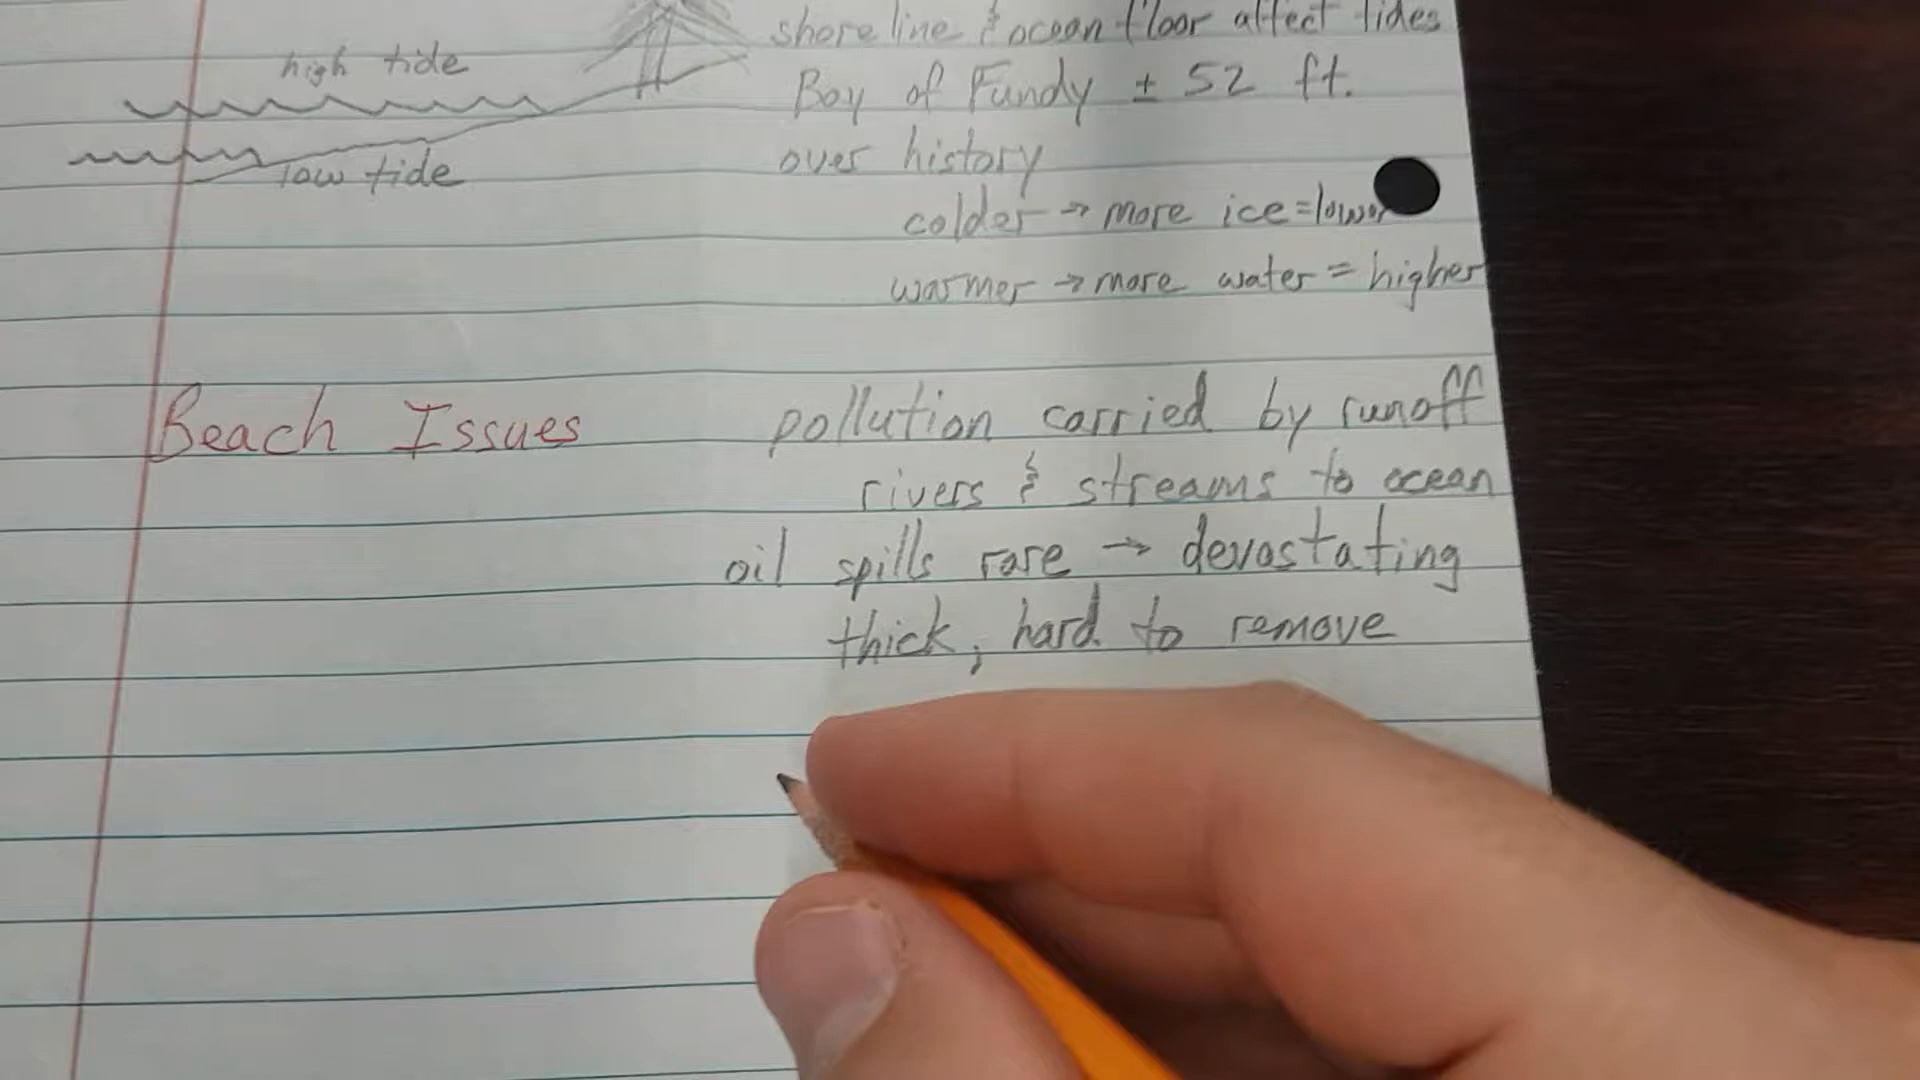 high tide
low tide
shoreline & ocean floor affect tides
Bay of Fundy ± 52 ft.
over history
colder → more ice = lower
warmer → more water = higher
Beach Issues
pollution carried by runoff
rivers & streams to ocean
oil spills rare → devastating
thick, hard to remove